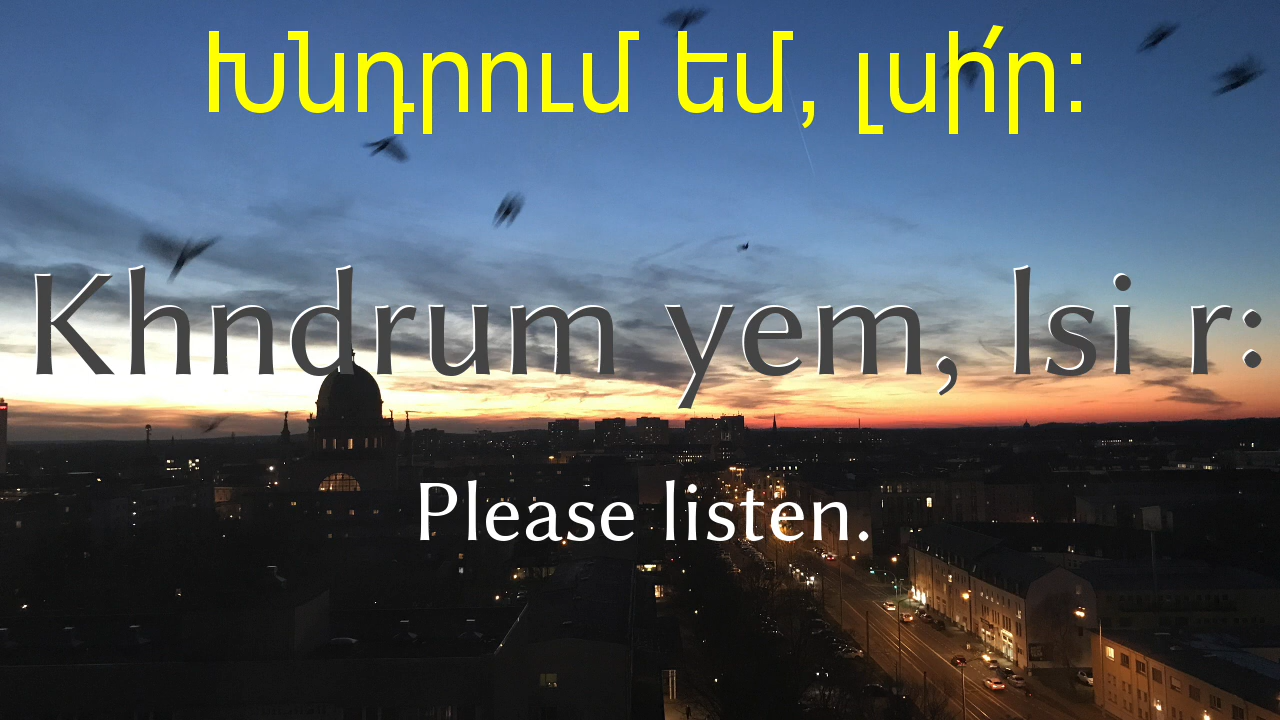 Խնդրում եմ, լսի՛ր:
Khndrum yem, lsi r:
Please listen.